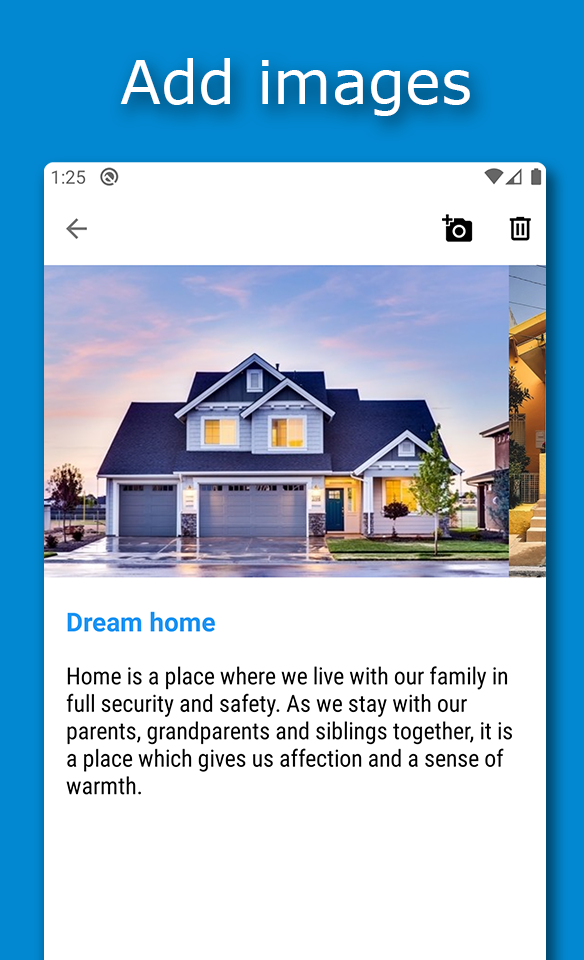 Add images
1:25
Dream home
Home is a place where we live with our family in
full security and safety. As we stay with our
parents, grandparents and siblings together, it is
a place which gives us affection and a sense of
warmth.